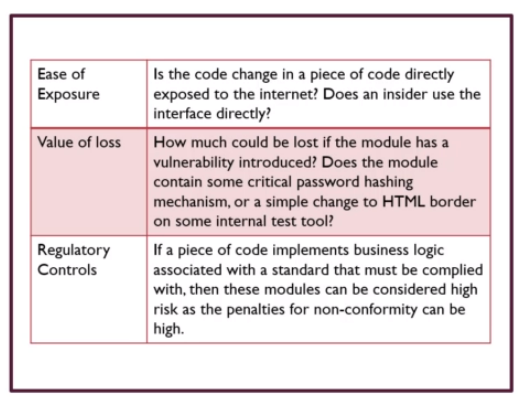 Ease of
Exposure
Is the code change in a piece of code directly
exposed to the internet? Does an insider use the
interface directly?
Value of loss
How much could be lost if the module has a
vulnerability introduced? Does the module
contain some critical password hashing
mechanism, or a simple change to HTML border
on some internal test tool?
Regulatory
Controls
If a piece of code implements business logic
associated with a standard that must be complied
with, then these modules can be considered high
risk as the penalties for non-conformity can be
high.